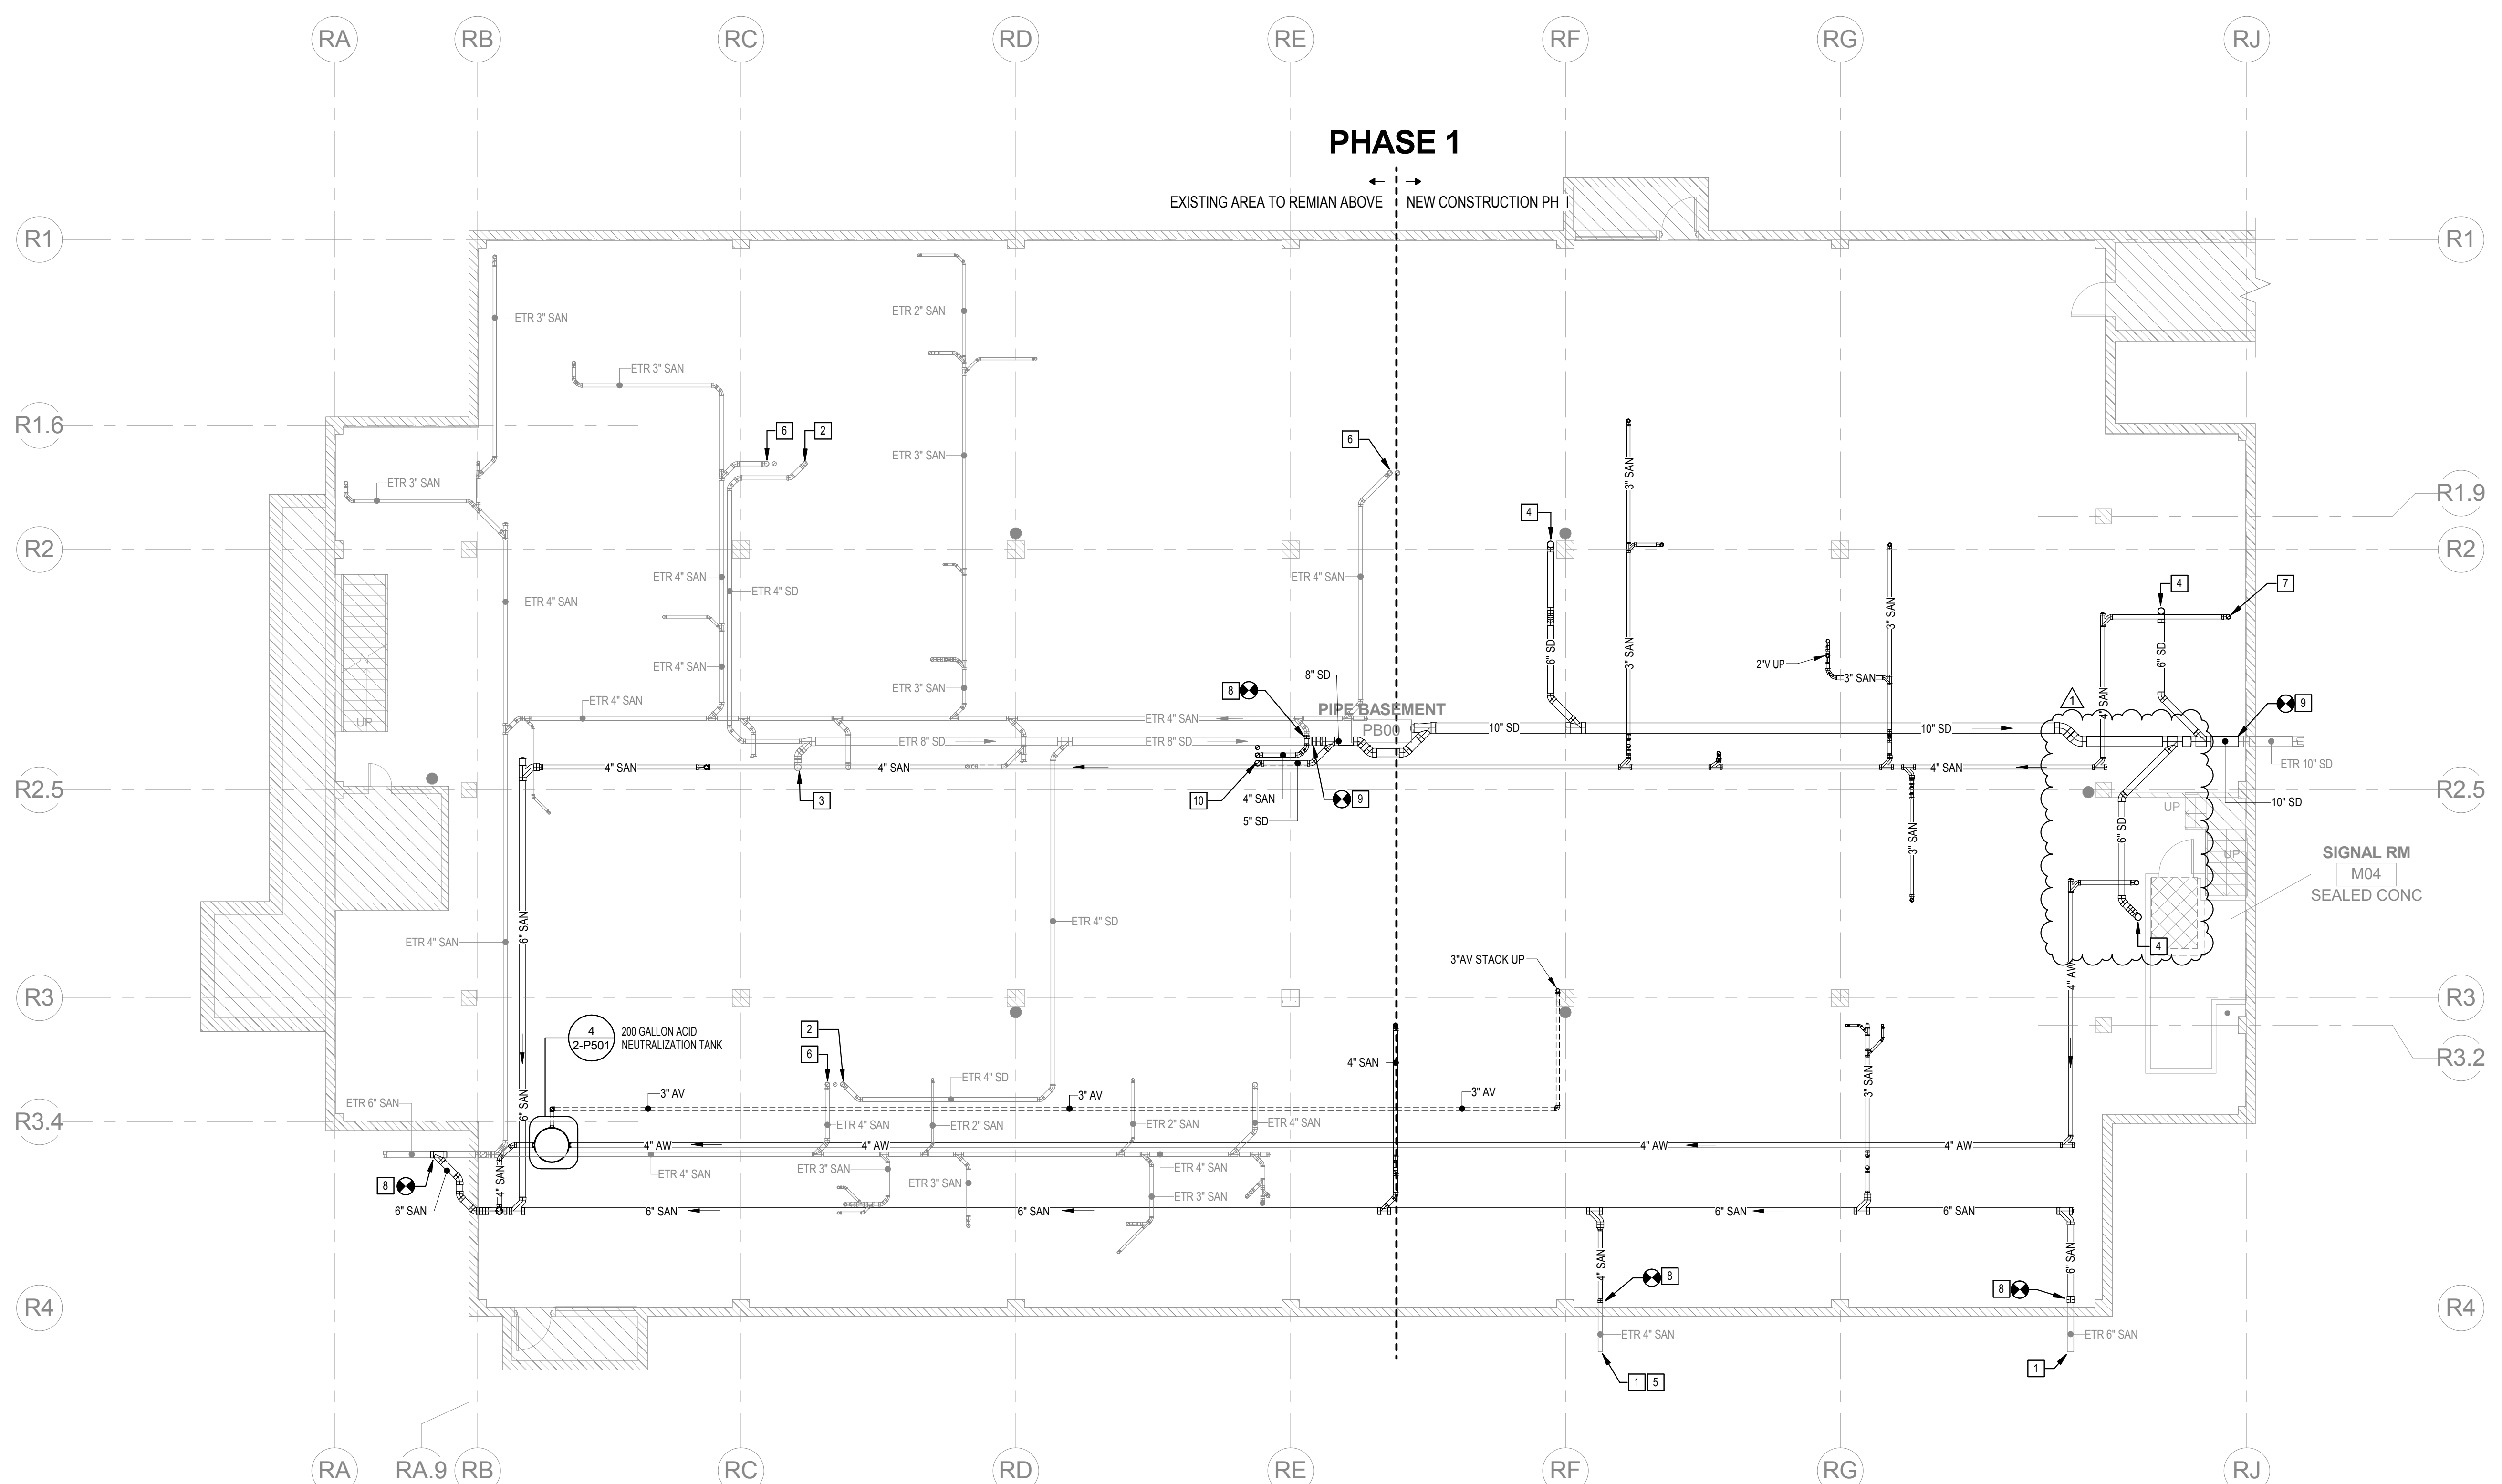 RA
RB
RC
RD
RE
RF
RG
RJ
PHASE 1
EXISTING AREA TO REMIAN ABOVE
NEW CONSTRUCTION PH I
R1
R1
ETR 3" SAN
ETR 2" SAN
ETR 3" SAN
R1.6
6
2
6
ETR 3" SAN
3" SAN
ETR 3" SAN
R1.9
4
R2
R2
ETR 4" SAN
ETR 4" SD
ETR 4" SAN
ETR 4" SAN
4
7
3" SAN
3" SAN
6" SD
6" SD
2"V UP
3" SAN
ETR 4" SAN
ETR 3" SAN
8
8" SD
UP
ETR 4" SAN
4" SAN
1
9
PIPE BASEMENT
PB00
ETR 4" SAN
10" SD
10" SD
ETR 8" SD
ETR 8" SD
4" SAN
4" SAN
4" SAN
ETR 10" SD
R2.5
R2.5
3
10
4" SAN
9
5" SD
10" SD
UP
6" SD
3" SAN
UP
SIGNAL RM
M04
SEALED CONC
6" SAN
ETR 4" SAN
ETR 4" SD
4
3"AV STACK UP
4" AW
R3
R3
4
2-P501
200 GALLON ACID
NEUTRALIZATION TANK
2
6
4" SAN
R3.2
ETR 4" SD
3" SAN
3" AV
3" AV
3" AV
ETR 6" SAN
6" SAN
R3.4
ETR 4" SAN
ETR 2" SAN
ETR 2" SAN
ETR 4" SAN
4" AW
4" AW
4" AW
4" AW
ETR 4" SAN
ETR 3" SAN
ETR 4" SAN
8
4" SAN
ETR 3" SAN
ETR 3" SAN
6" SAN
6" SAN
6" SAN
6" SAN
6" SAN
4" SAN
6" SAN
8
8
R4
R4
ETR 4" SAN
ETR 6" SAN
1
5
1
RA
RA.9
RB
RC
RD
RE
RF
RG
RJ